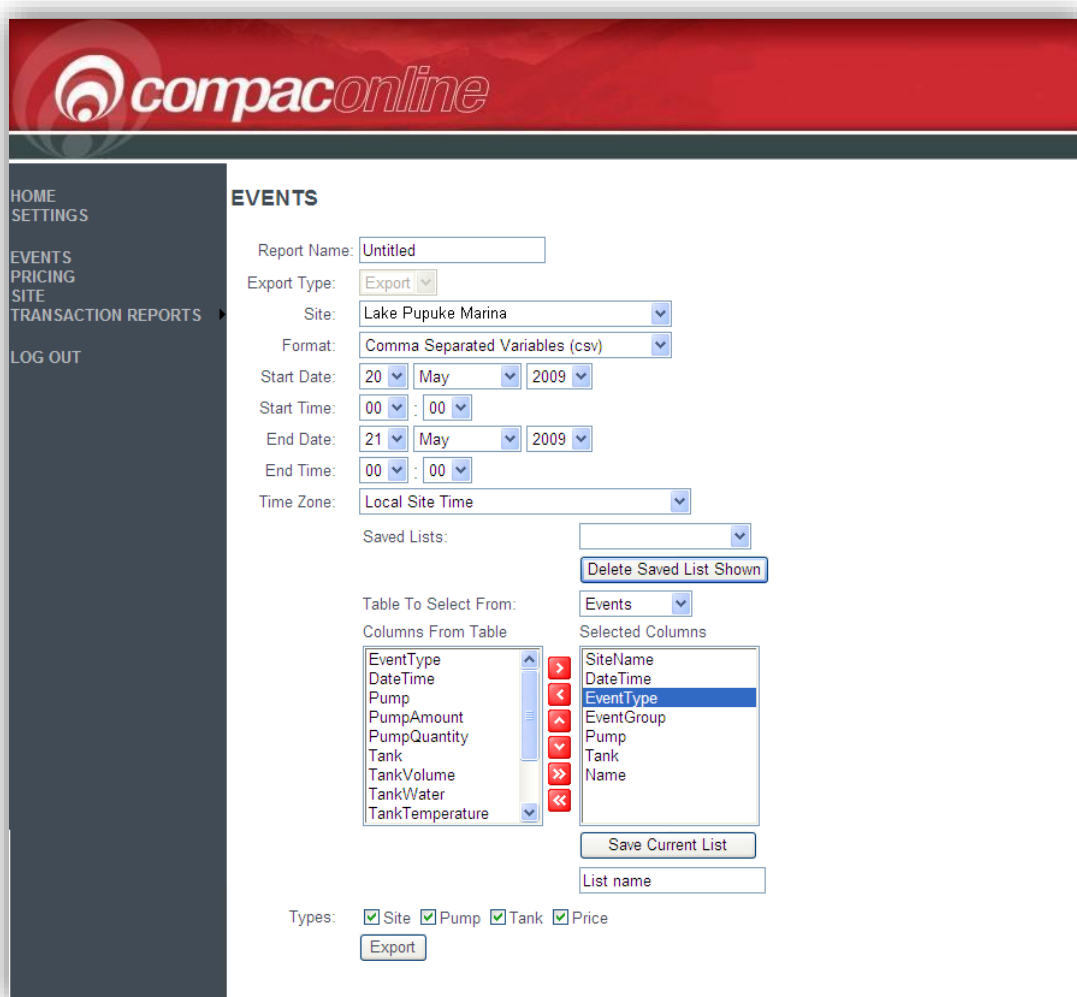 compaconline
HOME
SETTINGS
EVENTS
PRICING
SITE
TRANSACTION REPORTS
LOG OUT
EVENTS
Report Name: Untitled
Export Type: Export
Site: Lake Pupuke Marina
Format: Comma Separated Variables (csv)
Start Date: 20 May 2009
Start Time: 00 : 00
End Date: 21 May 2009
End Time: 00 : 00
Time Zone: Local Site Time
Saved Lists:
Delete Saved List Shown
Table To Select From: Events
Columns From Table
EventType
DateTime
Pump
PumpAmount
PumpQuantity
Tank
TankVolume
TankWater
TankTemperature
Selected Columns
SiteName
DateTime
EventType
EventGroup
Pump
Tank
Name
Save Current List
List name
Types: Site Pump Tank Price
Export